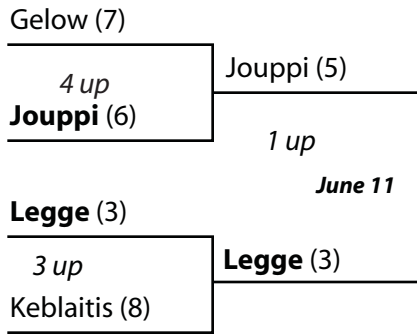 Gelow (7)
4 up
Jouppi (6)
Jouppi (5)
1 up
June 11
Legge (3)
3 up
Keblaitis (8)
Legge (3)